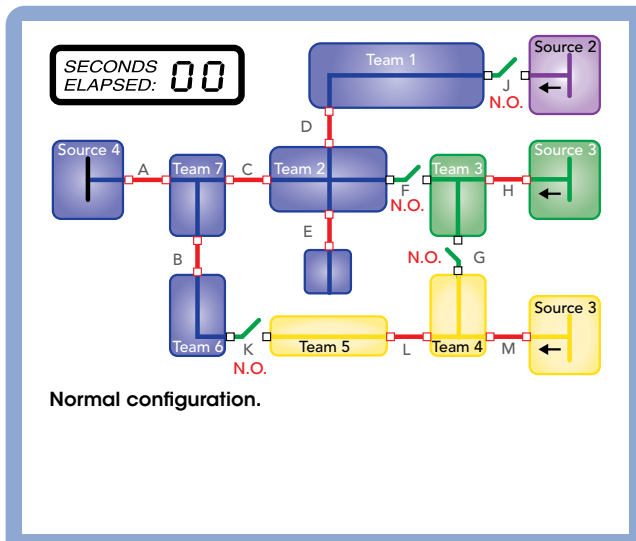 SECONDS
ELAPSED: 00
Team 1
Source 2
J
N.O.
D
Source 4
A
Team 7
C
Team 2
F
N.O.
Team 3
H
Source 3
E
B
N.O.
G
Team 6
K
N.O.
Team 5
L
Team 4
M
Source 3
Normal configuration.